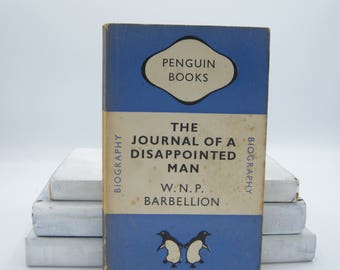 PENGUIN
BOOKS
BIOGRAPHY
THE
JOURNAL OF A
DISAPPOINTED
MAN
W.N.P.
BARBELLION
BIOGRAPHY